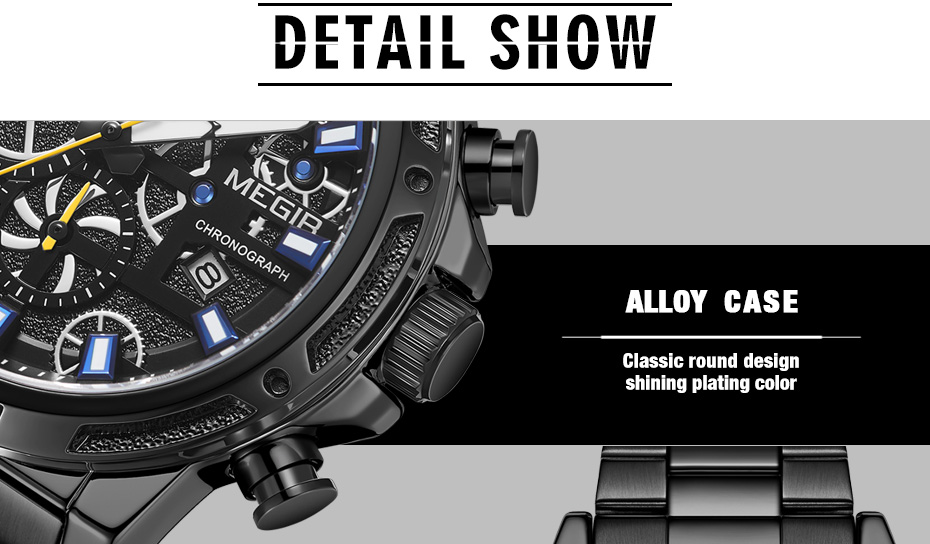 DETAIL SHOW
MEGIR
CHRONOGRAPH
8
ALLOY CASE
Classic round design
shining plating color